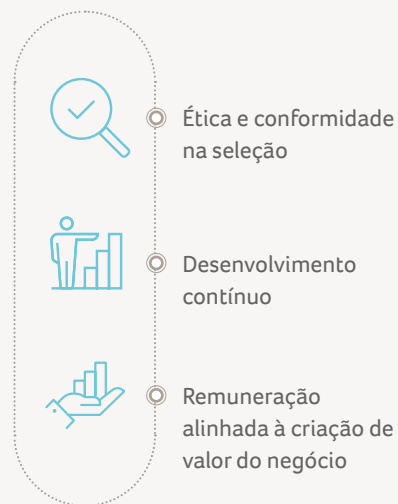 Ética e conformidade
na seleção
Desenvolvimento
contínuo
Remuneração
alinhada à criação de
valor do negócio